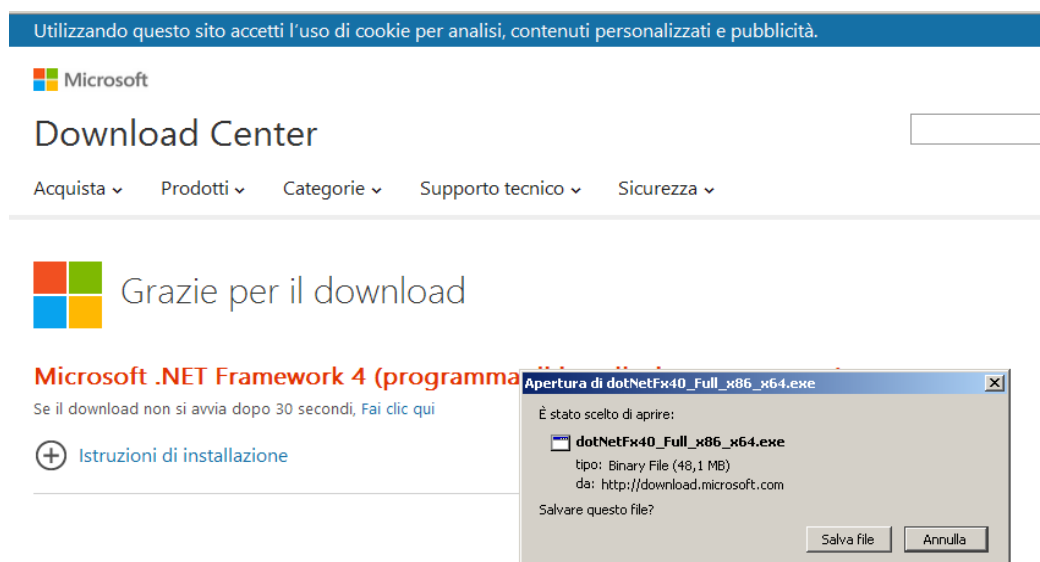 Utilizzando questo sito accetti l'uso di cookie per analisi, contenuti personalizzati e pubblicità.
Microsoft
Download Center
Acquista Prodotti Categorie Supporto tecnico Sicurezza
Grazie per il download
Microsoft .NET Framework 4 (programma
Se il download non si avvia dopo 30 secondi, Fai clic qui
Istruzioni di installazione
Apertura di dotNetFx40_Full_x86_x64.exe
È stato scelto di aprire:
dotNetFx40_Full_x86_x64.exe
tipo: Binary File (48,1 MB)
da: http://download.microsoft.com
Salvare questo file?
Salva file Annulla